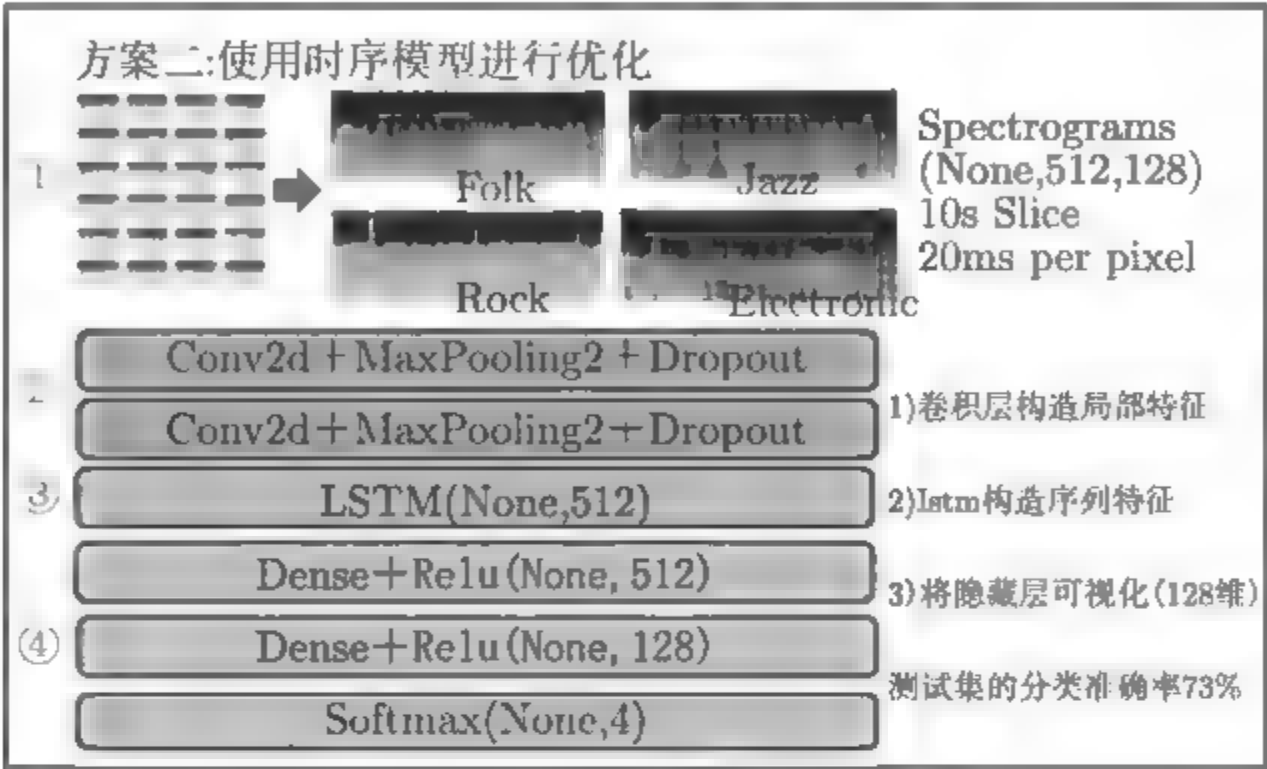 方案二:使用时序模型进行优化
1
Folk
Jazz
Rock
Electronic
Spectrograms
(None,512,128)
10s Slice
20ms per pixel
2
Conv2d+MaxPooling2+Dropout
Conv2d+MaxPooling2+Dropout
1)卷积层构造局部特征
③
LSTM(None,512)
2)lstm构造序列特征
Dense+Relu(None, 512)
3)将隐藏层可视化(128维)
④
Dense+Relu(None, 128)
测试集的分类准确率73%
Softmax(None,4)